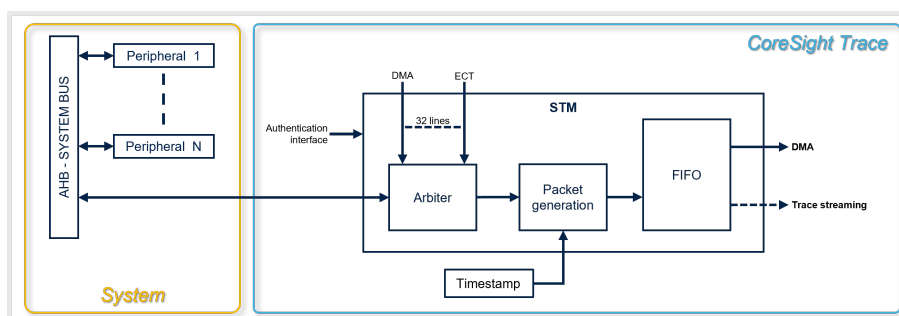 CoreSight Trace
AHB - SYSTEM BUS
Peripheral 1
Peripheral N
System
DMA
ECT
32 lines
STM
Authentication
interface
Arbiter
Packet
generation
FIFO
DMA
Trace streaming
Timestamp